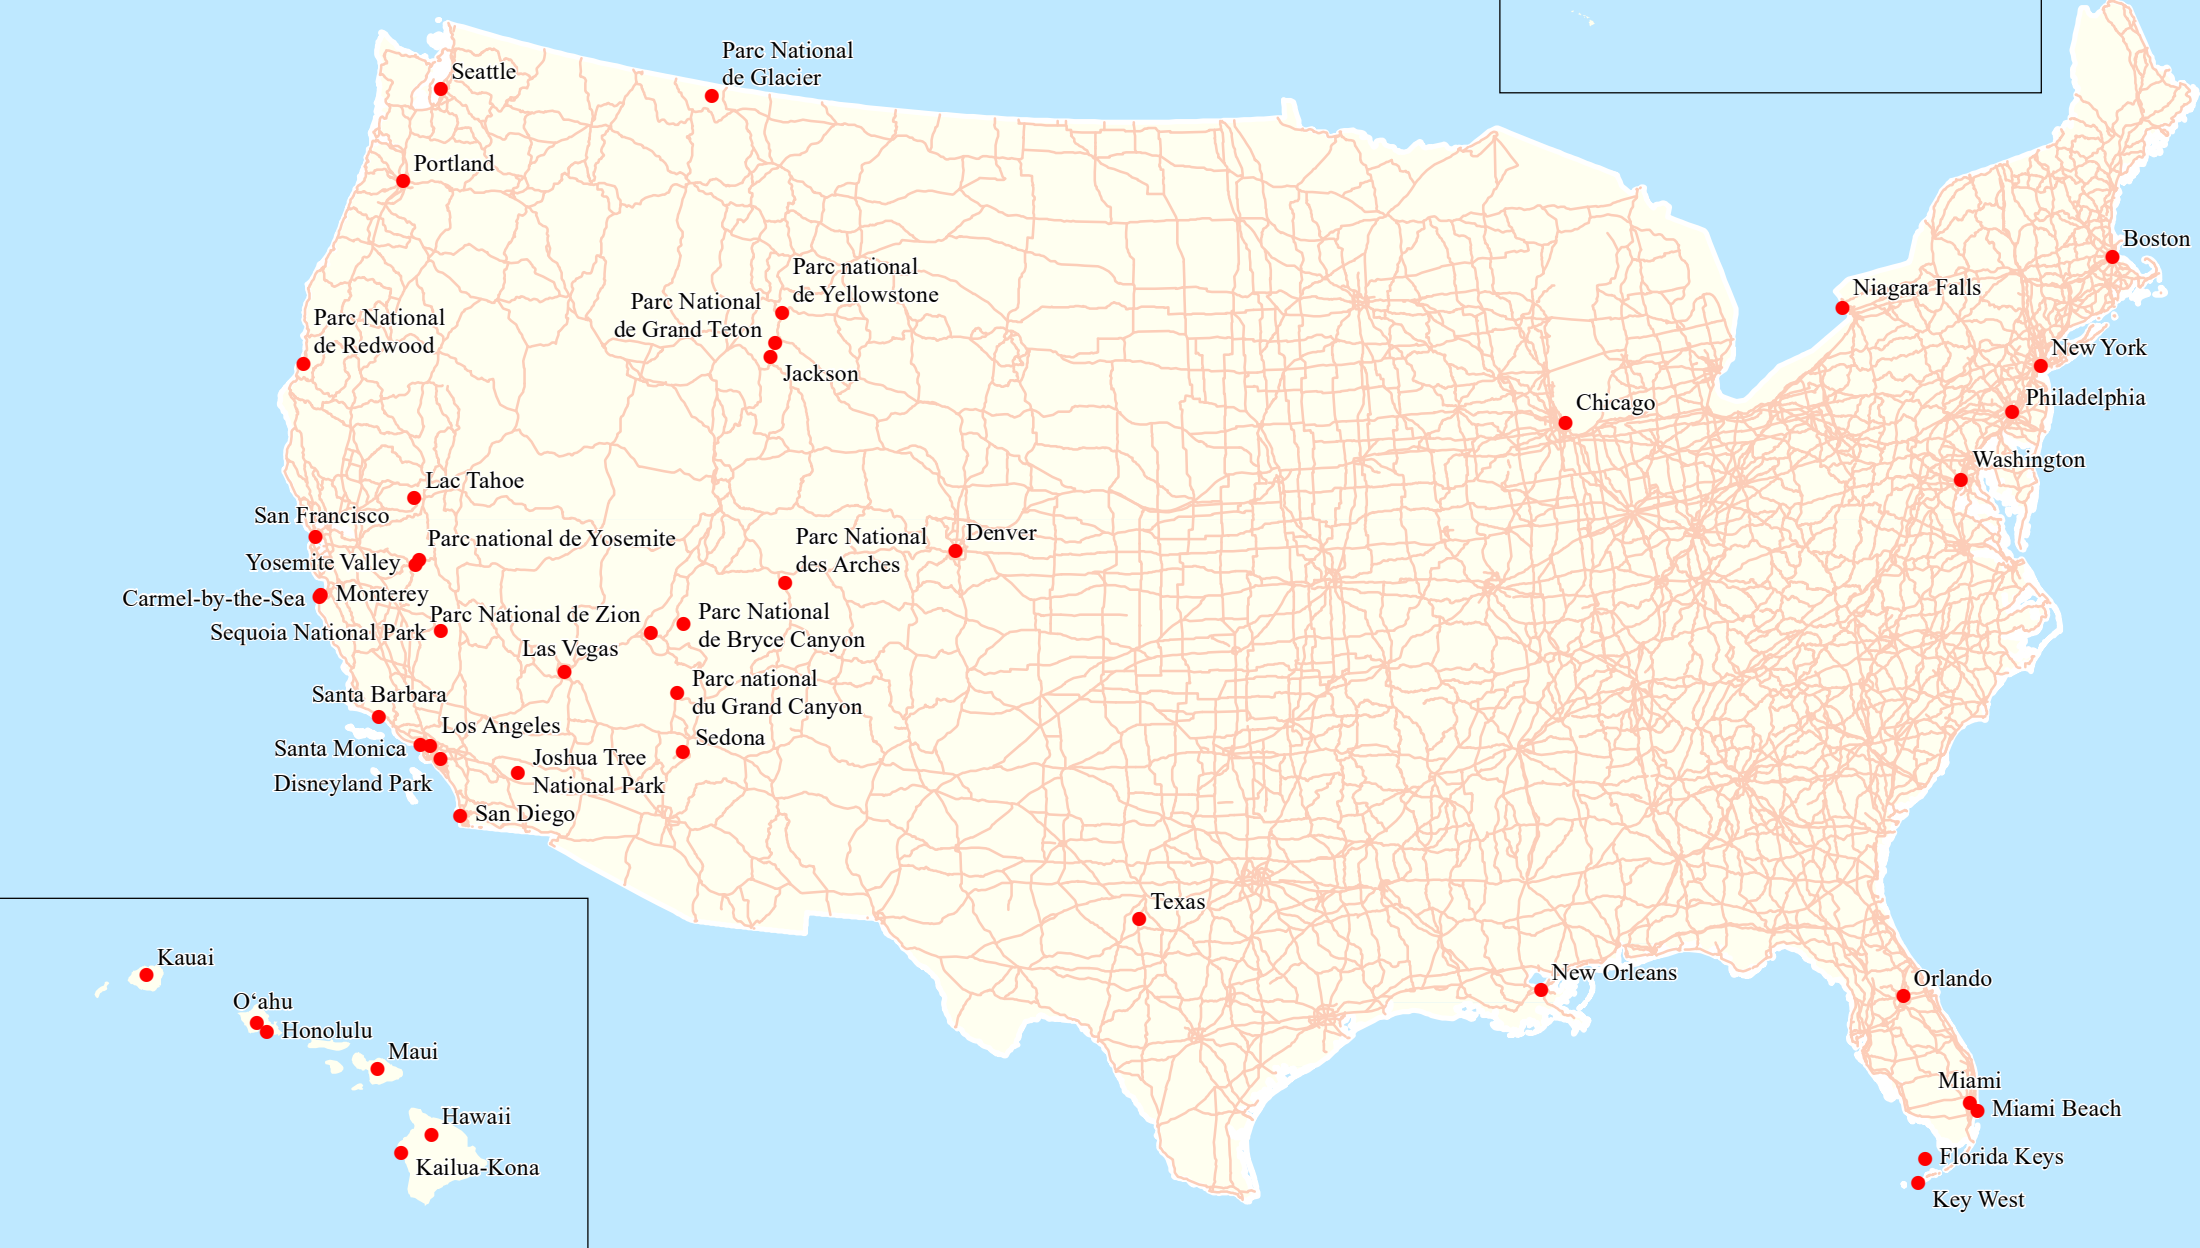 Parc National
de Glacier
Seattle
Portland
Boston
Parc national
de Yellowstone
Niagara Falls
Parc National
de Grand Teton
Parc National
de Redwood
New York
Jackson
Philadelphia
Chicago
Washington
Lac Tahoe
San Francisco
Parc national de Yosemite
Parc National
des Arches
Denver
Yosemite Valley
Carmel-by-the-Sea
Monterey
Parc National de Zion
Parc National
de Bryce Canyon
Sequoia National Park
Las Vegas
Parc national
du Grand Canyon
Santa Barbara
Los Angeles
Sedona
Santa Monica
Joshua Tree
National Park
Disneyland Park
San Diego
Texas
Kauai
New Orleans
Orlando
Oʻahu
Honolulu
Maui
Miami
Miami Beach
Hawaii
Florida Keys
Kailua-Kona
Key West